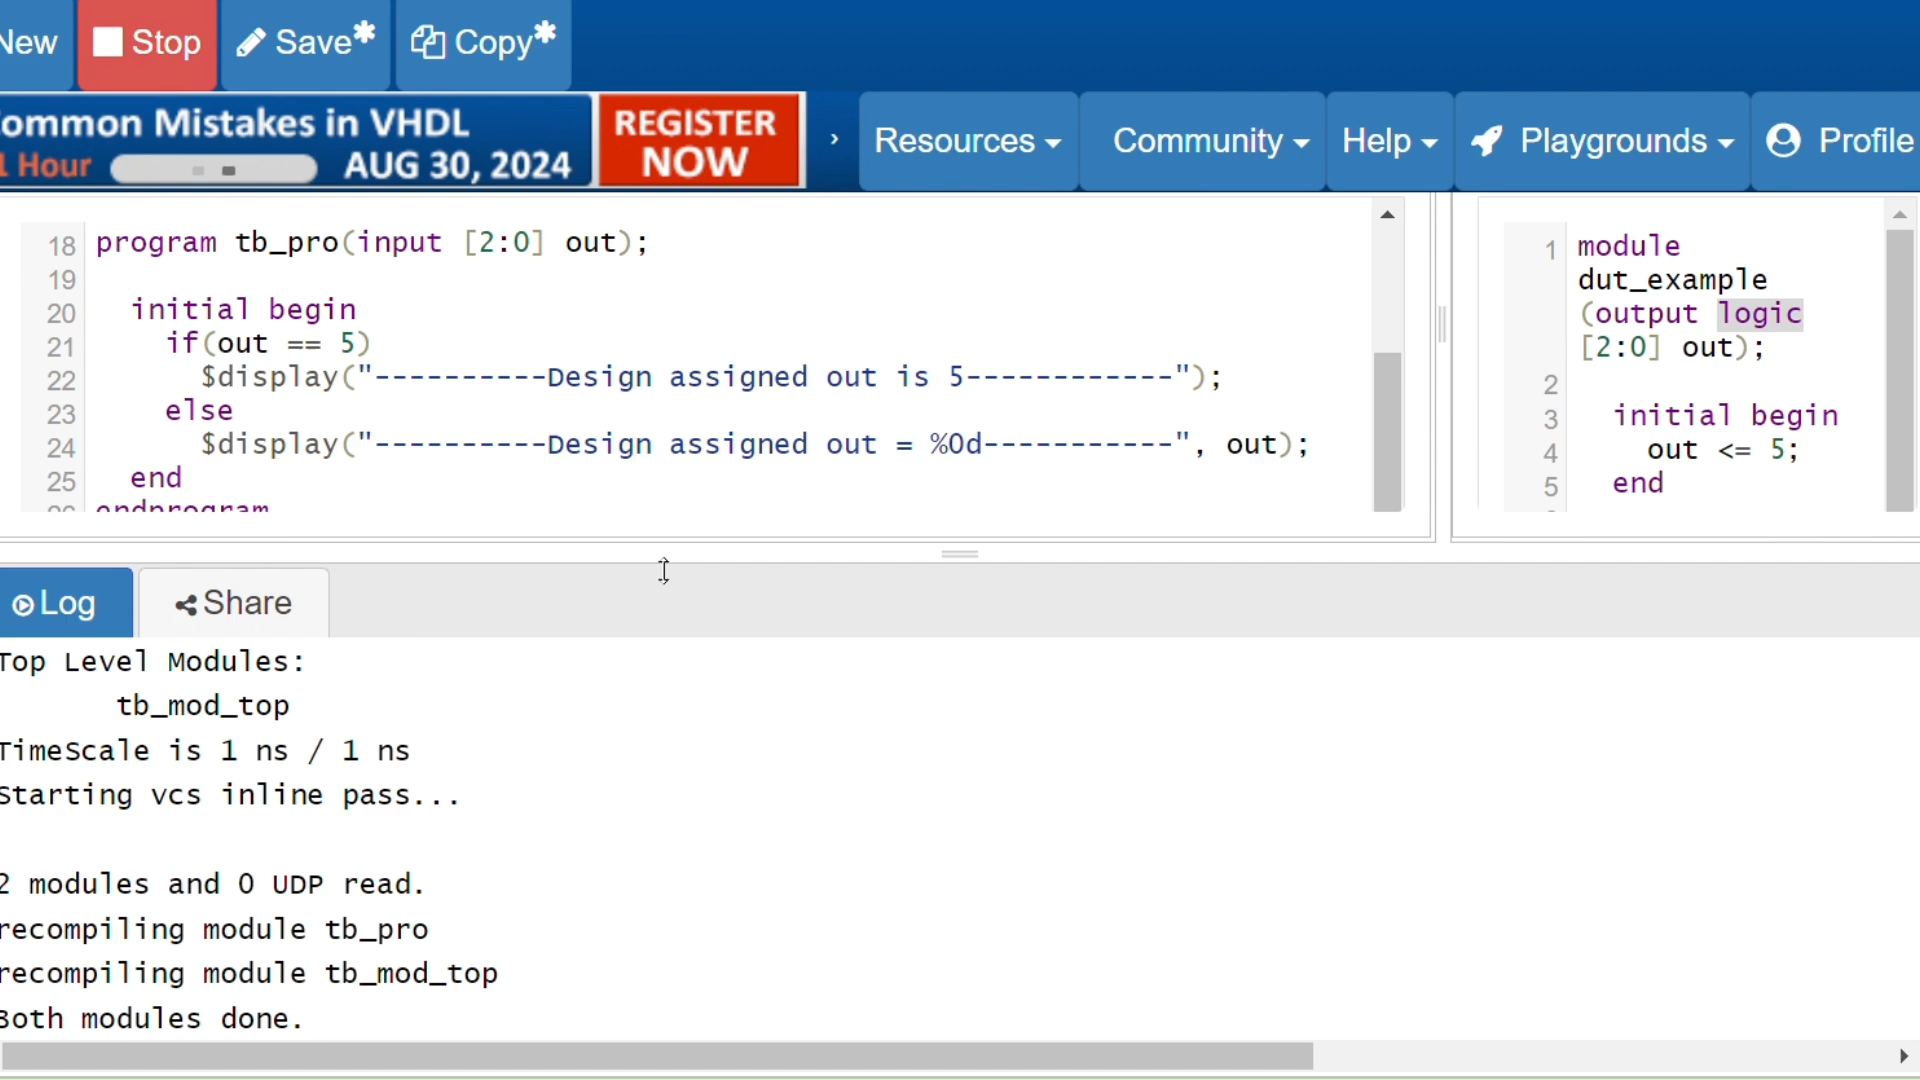 New Stop Save* Copy*
ommon Mistakes in VHDL
1 Hour AUG 30, 2024
REGISTER
NOW
› Resources Community Help Playgrounds Profile
18 program tb_pro(input [2:0] out);
19
20 initial begin
21 if(out == 5)
22 $display("----------Design assigned out is 5------------");
23 else
24 $display("----------Design assigned out = %0d-----------", out);
25 end
26 endprogram
1 module
dut_example
(output logic
[2:0] out);
2
3 initial begin
4 out <= 5;
5 end
Log Share
Top Level Modules:
tb_mod_top
TimeScale is 1 ns / 1 ns
Starting vcs inline pass...
2 modules and 0 UDP read.
recompiling module tb_pro
recompiling module tb_mod_top
Both modules done.